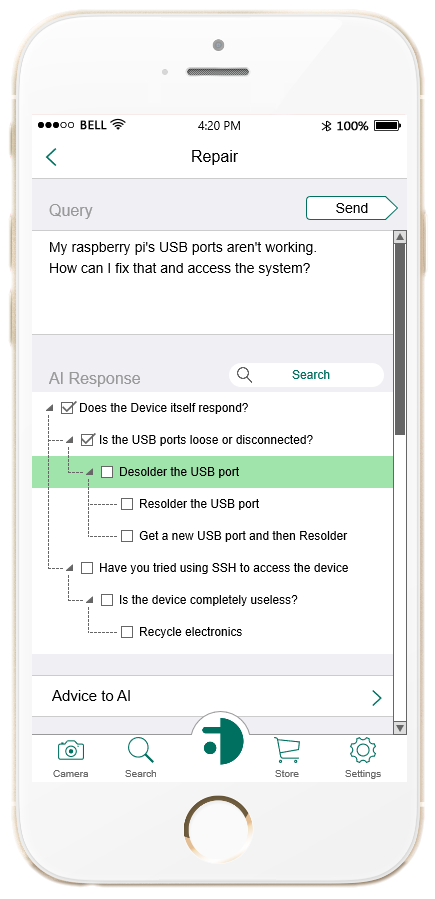 BELL 4:20 PM 100%
Repair
Query Send
My raspberry pi's USB ports aren't working.
How can I fix that and access the system?
AI Response Search
Does the Device itself respond?
Is the USB ports loose or disconnected?
Desolder the USB port
Resolder the USB port
Get a new USB port and then Resolder
Have you tried using SSH to access the device
Is the device completely useless?
Recycle electronics
Advice to AI
Camera Search Store Settings